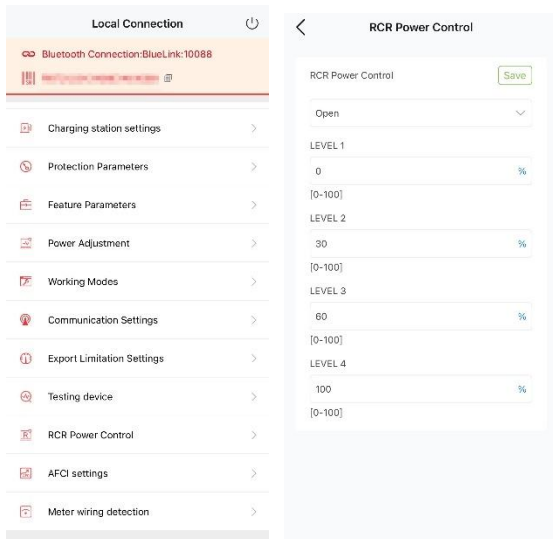 Local Connection
Bluetooth Connection:BlueLink:10088
Charging station settings
Protection Parameters
Feature Parameters
Power Adjustment
Working Modes
Communication Settings
Export Limitation Settings
Testing device
RCR Power Control
AFCI settings
Meter wiring detection
RCR Power Control
RCR Power Control Save
Open
LEVEL 1
0 %
[0-100]
LEVEL 2
30 %
[0-100]
LEVEL 3
60 %
[0-100]
LEVEL 4
100 %
[0-100]